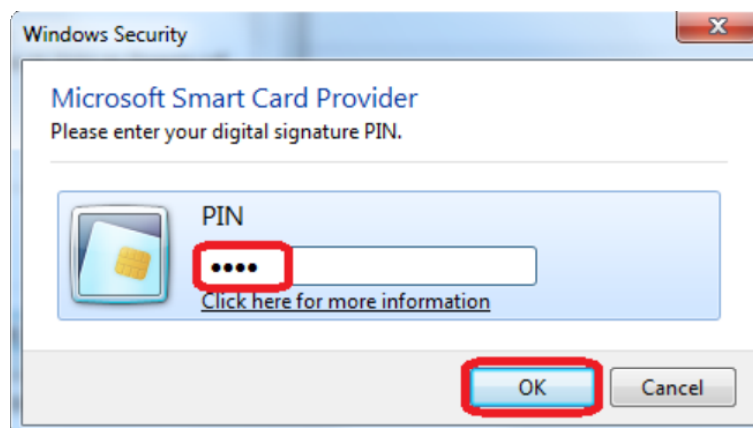 Windows Security
Microsoft Smart Card Provider
Please enter your digital signature PIN.
PIN
••••
Click here for more information
OK
Cancel